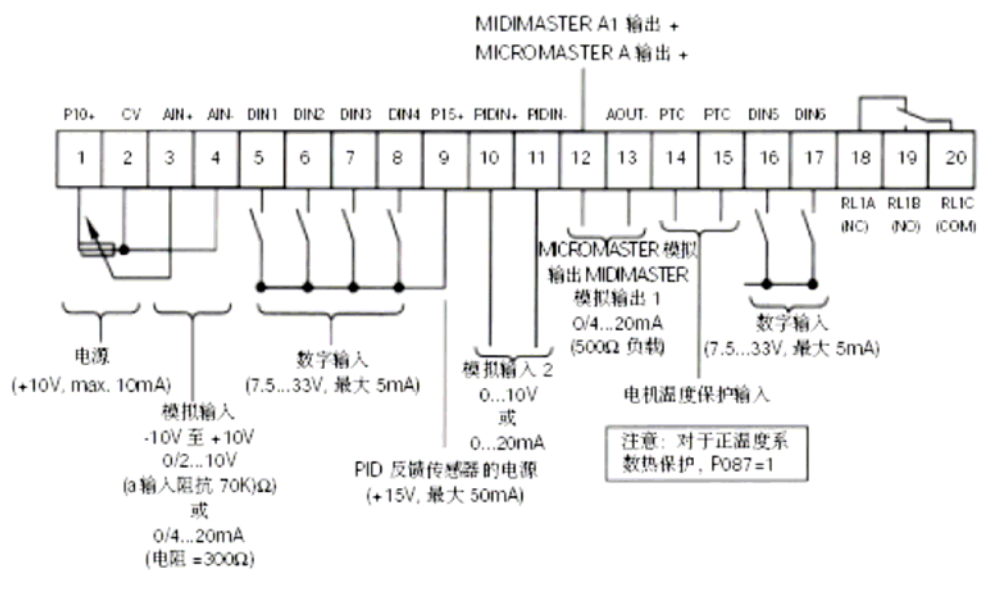 MIDIMASTER A1 输出 +
MICROMASTER A 输出 +
P10+ CV AIN+ AIN- DIN1 DIN2 DIN3 DIN4 P15+ PIDIN+ PIDIN- AOUT- PTC PTC DIN5 DIN6
1 2 3 4 5 6 7 8 9 10 11 12 13 14 15 16 17 18 19 20
RL1A RL1B RL1C
(NC) (NO) (COM)
MICROMASTER 模拟
输出 MIDIMASTER
模拟输出 1
0/4...20mA
(500Ω 负载)
数字输入
(7.5...33V, 最大 5mA)
电源
(+10V, max. 10mA)
数字输入
(7.5...33V, 最大 5mA)
模拟输入 2
0...10V
或
0...20mA
电机温度保护输入
模拟输入
-10V 至 +10V
0/2...10V
(a输入阻抗 70K)Ω)
或
0/4...20mA
(电阻 =300Ω)
PID 反馈传感器的电源
(+15V, 最大 50mA)
注意: 对于正温度系
数热保护, P087=1